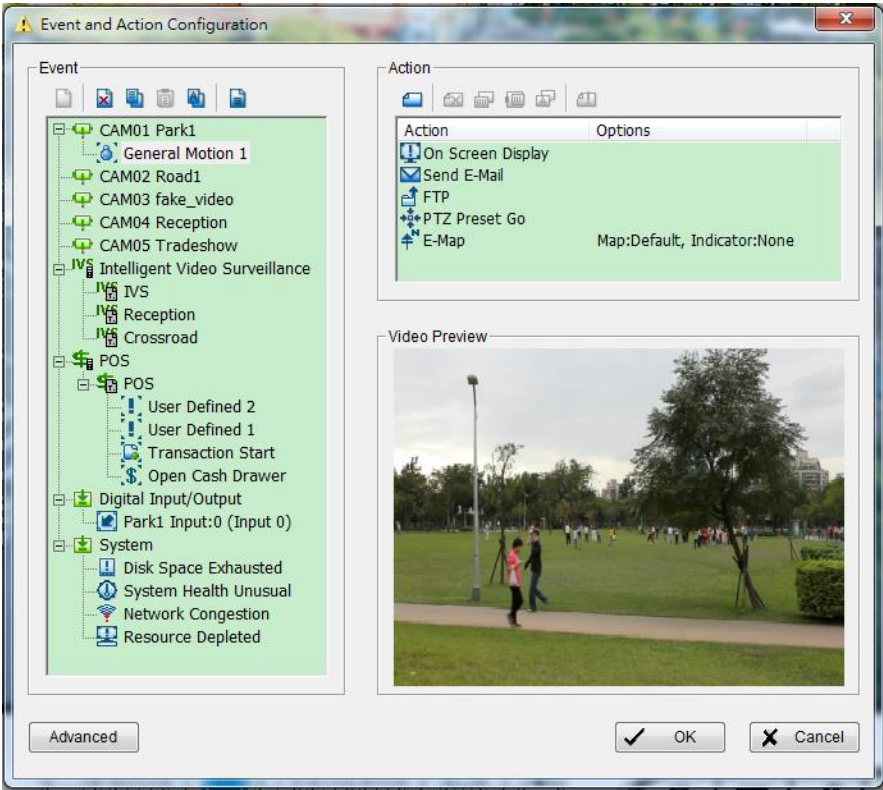 Event and Action Configuration
Event
CAM01 Park1
General Motion 1
CAM02 Road1
CAM03 fake_video
CAM04 Reception
CAM05 Tradeshow
Intelligent Video Surveillance
IVS
Reception
Crossroad
POS
POS
User Defined 2
User Defined 1
Transaction Start
Open Cash Drawer
Digital Input/Output
Park1 Input:0 (Input 0)
System
Disk Space Exhausted
System Health Unusual
Network Congestion
Resource Depleted
Action
Action Options
On Screen Display
Send E-Mail
FTP
PTZ Preset Go
E-Map Map:Default, Indicator:None
Video Preview
Advanced
OK
Cancel